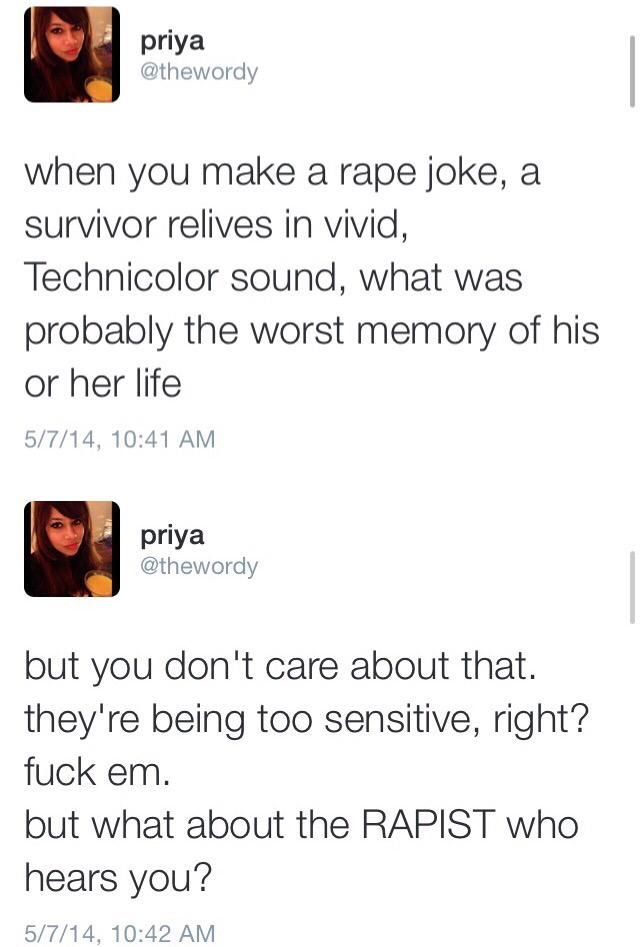 priya
@thewordy
when you make a rape joke, a
survivor relives in vivid,
Technicolor sound, what was
probably the worst memory of his
or her life
5/7/14, 10:41 AM
priya
@thewordy
but you don't care about that.
they're being too sensitive, right?
fuck em.
but what about the RAPIST who
hears you?
5/7/14, 10:42 AM